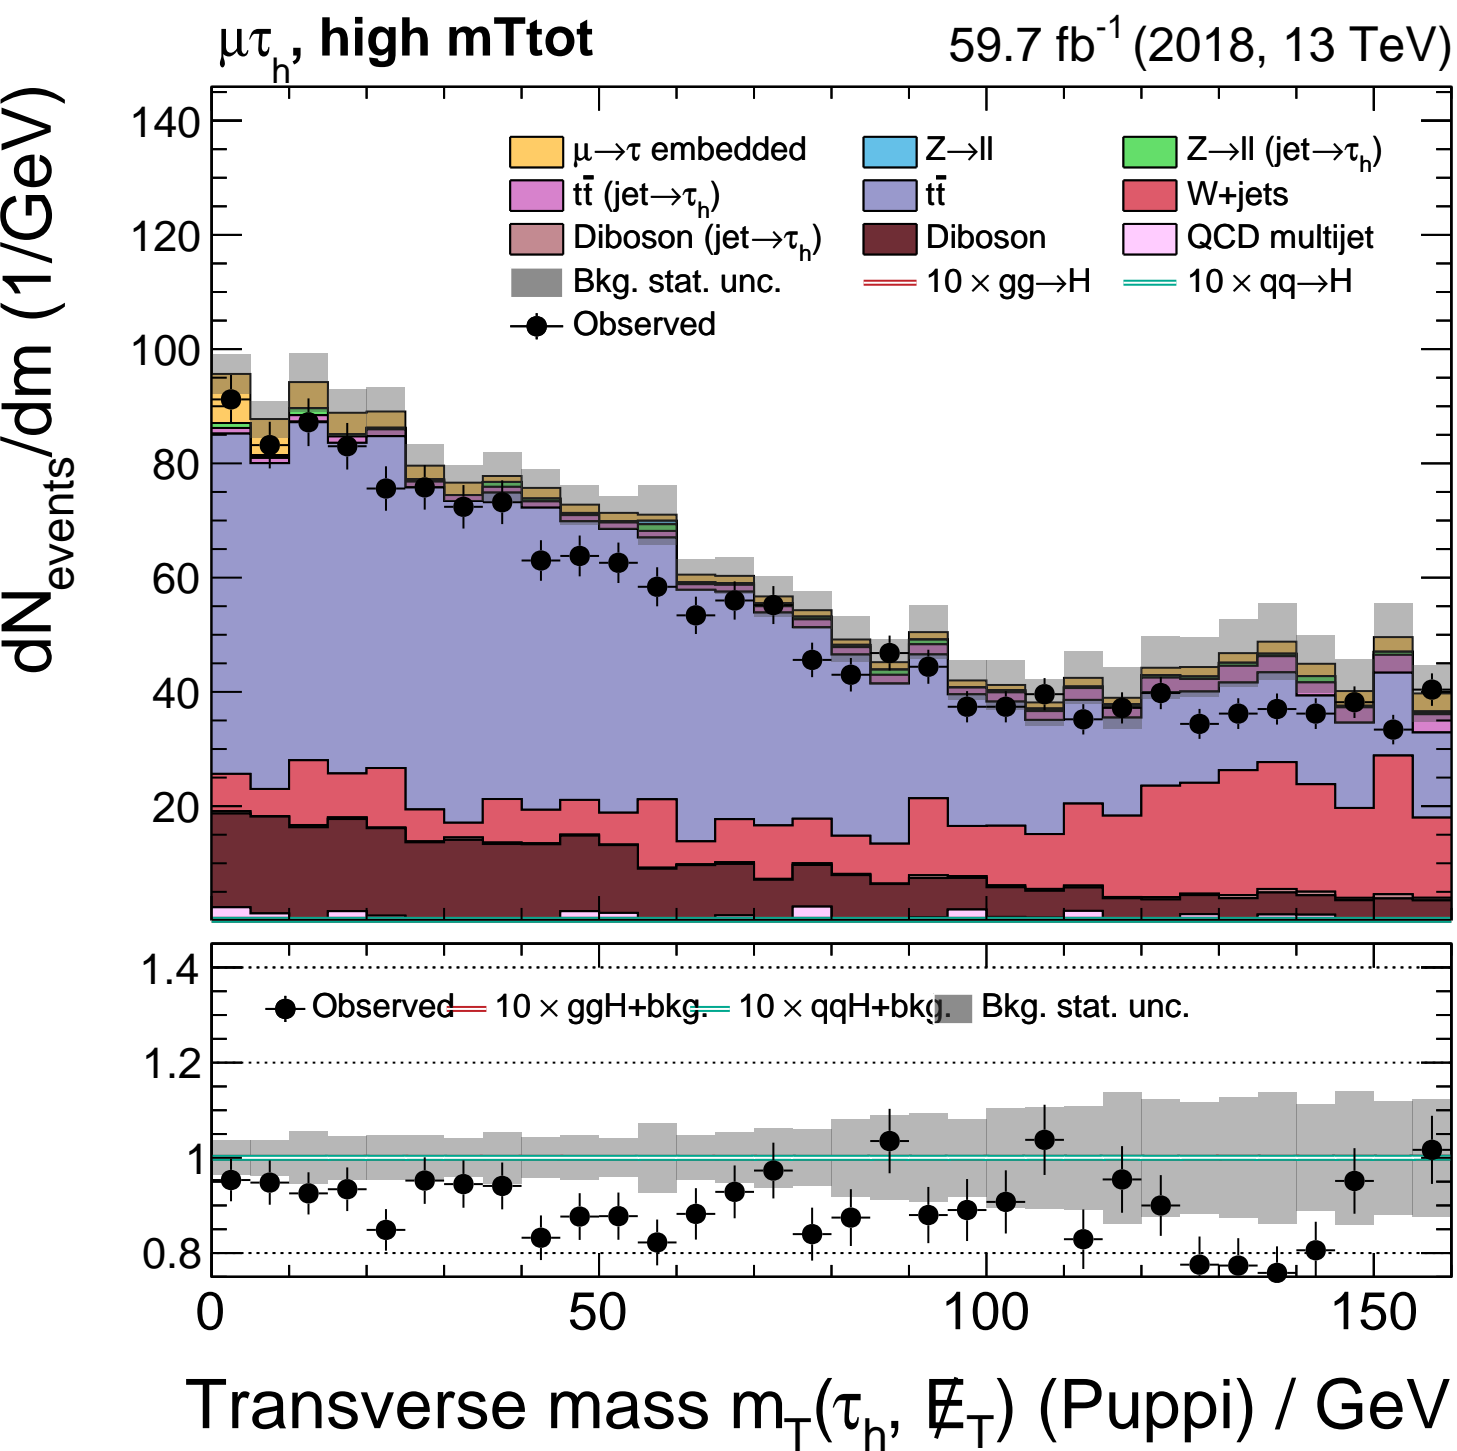 μτh, high mTtot 59.7 fb-1 (2018, 13 TeV)
dNevents/dm (1/GeV)
140
120
100
80
60
40
20
μ→τ embedded Z→ll Z→ll (jet→τh)
tt̄ (jet→τh) tt̄ W+jets
Diboson (jet→τh) Diboson QCD multijet
Bkg. stat. unc. 10 × gg→H 10 × qq→H
Observed
1.4
1.2
1
0.8
Observed 10 × ggH+bkg. 10 × qqH+bkg. Bkg. stat. unc.
0 50 100 150
Transverse mass mT(τh, E̸T) (Puppi) / GeV